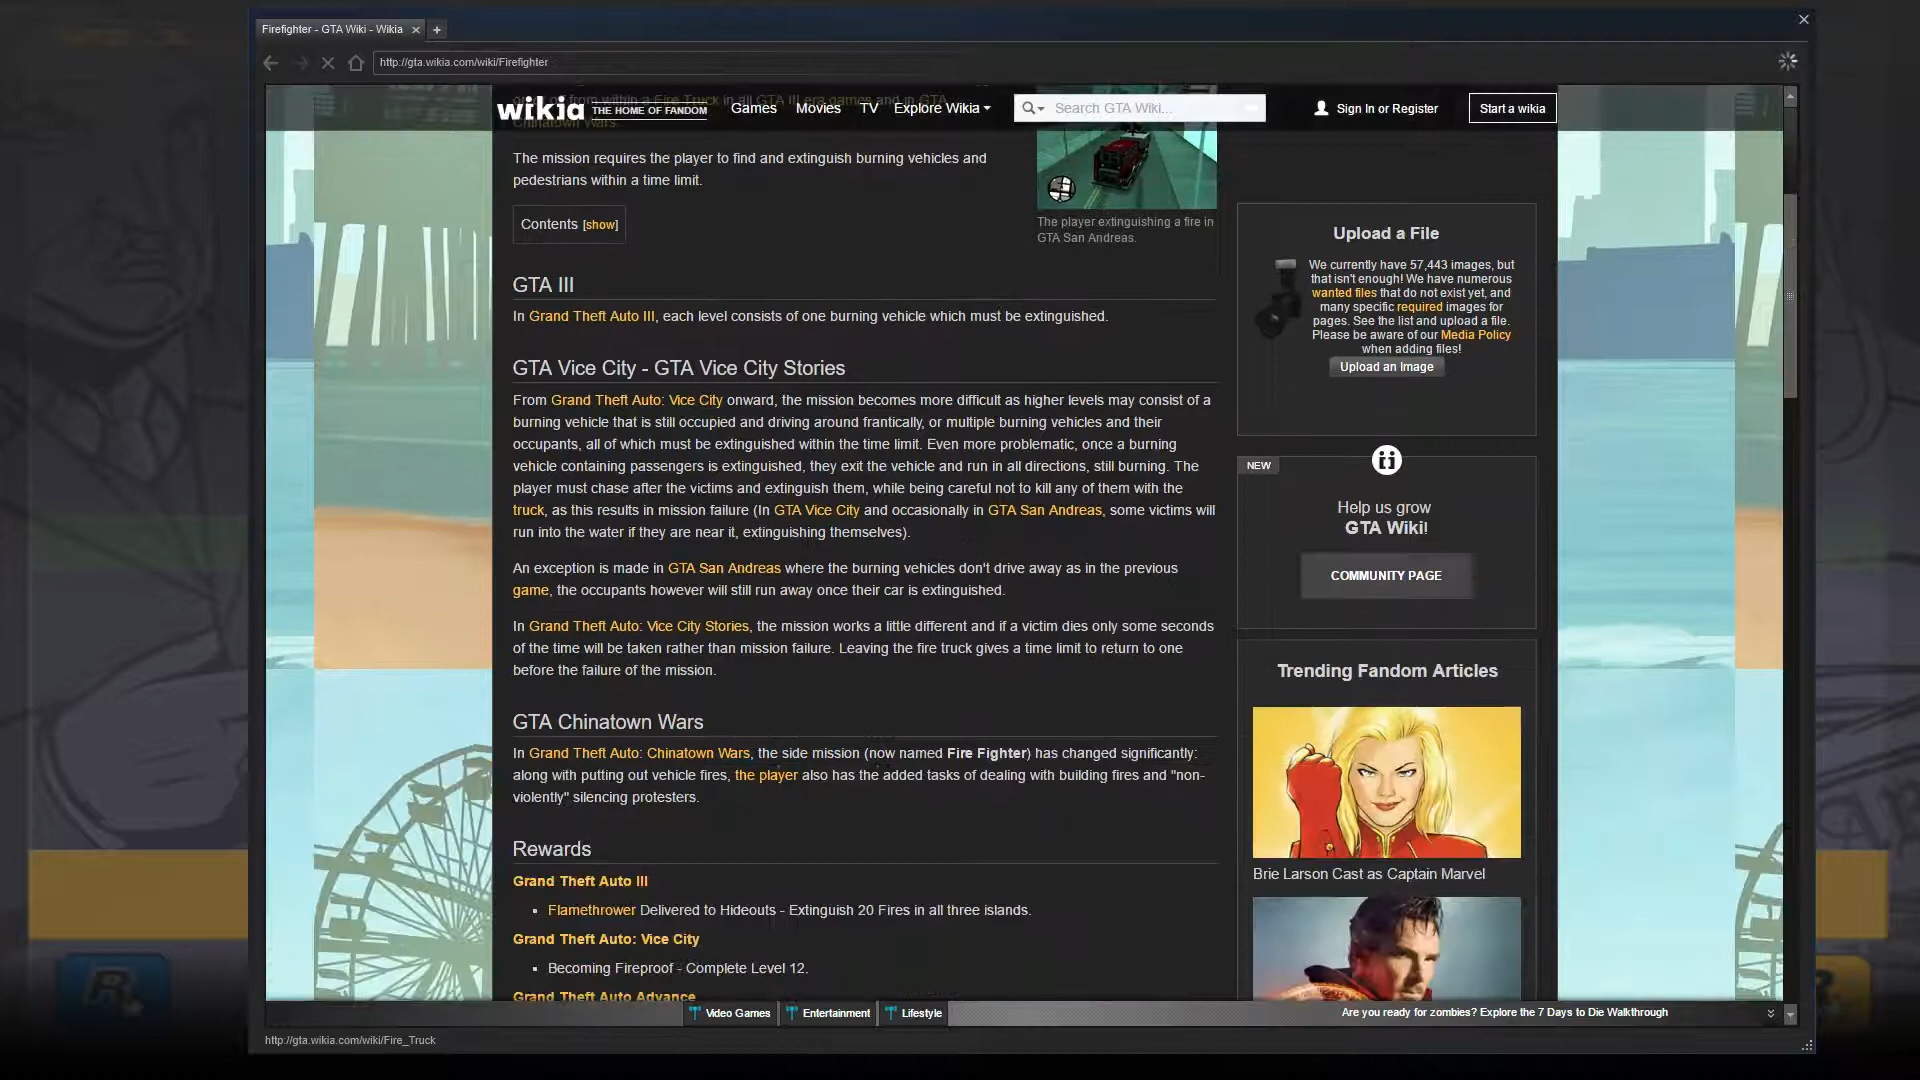 Firefighter - GTA Wiki - Wikia
http://gta.wikia.com/wiki/Firefighter
wikia THE HOME OF FANDOM Games Movies TV Explore Wikia Search GTA Wiki... Sign In or Register Start a wikia
from within a Fire Truck in all GTA III era games and in GTA
Chinatown Wars.
The mission requires the player to find and extinguish burning vehicles and
pedestrians within a time limit.
Contents [show]
The player extinguishing a fire in
GTA San Andreas.
GTA III
In Grand Theft Auto III, each level consists of one burning vehicle which must be extinguished.
GTA Vice City - GTA Vice City Stories
From Grand Theft Auto: Vice City onward, the mission becomes more difficult as higher levels may consist of a
burning vehicle that is still occupied and driving around frantically, or multiple burning vehicles and their
occupants, all of which must be extinguished within the time limit. Even more problematic, once a burning
vehicle containing passengers is extinguished, they exit the vehicle and run in all directions, still burning. The
player must chase after the victims and extinguish them, while being careful not to kill any of them with the
truck, as this results in mission failure (In GTA Vice City and occasionally in GTA San Andreas, some victims will
run into the water if they are near it, extinguishing themselves).
An exception is made in GTA San Andreas where the burning vehicles don't drive away as in the previous
game, the occupants however will still run away once their car is extinguished.
In Grand Theft Auto: Vice City Stories, the mission works a little different and if a victim dies only some seconds
of the time will be taken rather than mission failure. Leaving the fire truck gives a time limit to return to one
before the failure of the mission.
GTA Chinatown Wars
In Grand Theft Auto: Chinatown Wars, the side mission (now named Fire Fighter) has changed significantly:
along with putting out vehicle fires, the player also has the added tasks of dealing with building fires and "non-
violently" silencing protesters.
Rewards
Grand Theft Auto III
Flamethrower Delivered to Hideouts - Extinguish 20 Fires in all three islands.
Grand Theft Auto: Vice City
Becoming Fireproof - Complete Level 12.
Grand Theft Auto Advance
Upload a File
We currently have 57,443 images, but
that isn't enough! We have numerous
wanted files that do not exist yet, and
many specific required images for
pages. See the list and upload a file.
Please be aware of our Media Policy
when adding files!
Upload an Image
NEW
Help us grow
GTA Wiki!
COMMUNITY PAGE
Trending Fandom Articles
Brie Larson Cast as Captain Marvel
Video Games Entertainment Lifestyle
Are you ready for zombies? Explore the 7 Days to Die Walkthrough
http://gta.wikia.com/wiki/Fire_Truck